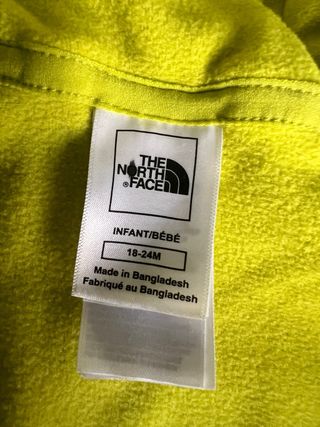 THE
NORTH
®FACE
INFANT/BÉBÉ
18-24M
Made in Bangladesh
Fabriqué au Bangladesh